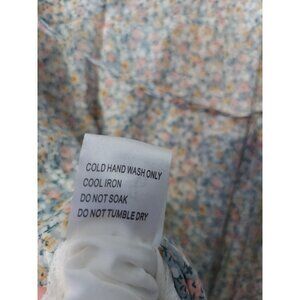 COLD HAND WASH ONLY
COOL IRON
DO NOT SOAK
DO NOT TUMBLE DRY